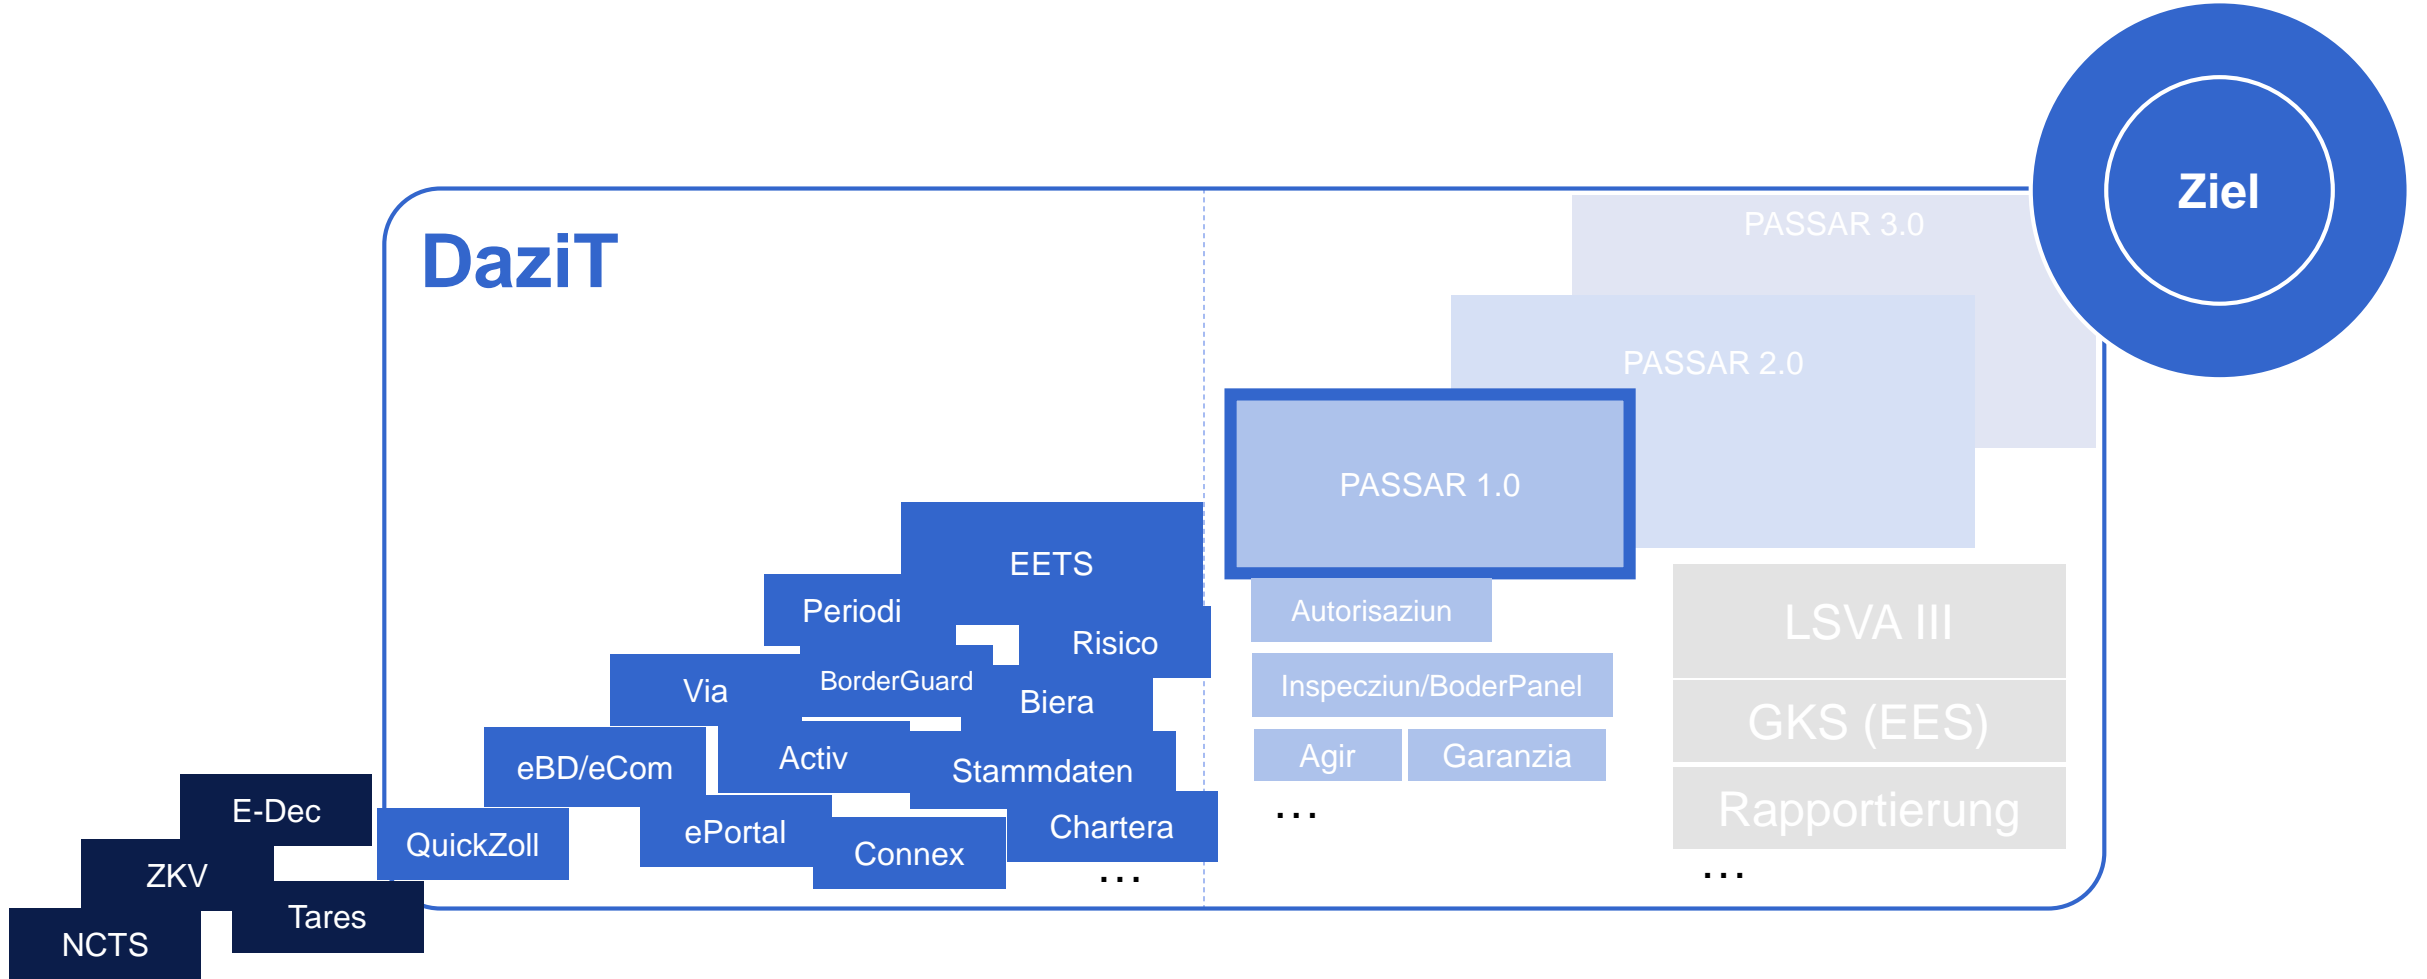 Ziel
DaziT
PASSAR 3.0
PASSAR 2.0
PASSAR 1.0
EETS
Periodi
Autorisaziun
LSVA III
Risico
BorderGuard
Via
Inspecziun/BoderPanel
Biera
GKS (EES)
Activ
Agir
Garanzia
eBD/eCom
Stammdaten
Rapportierung
E-Dec
...
Chartera
ePortal
QuickZoll
Connex
ZKV
...
...
Tares
NCTS